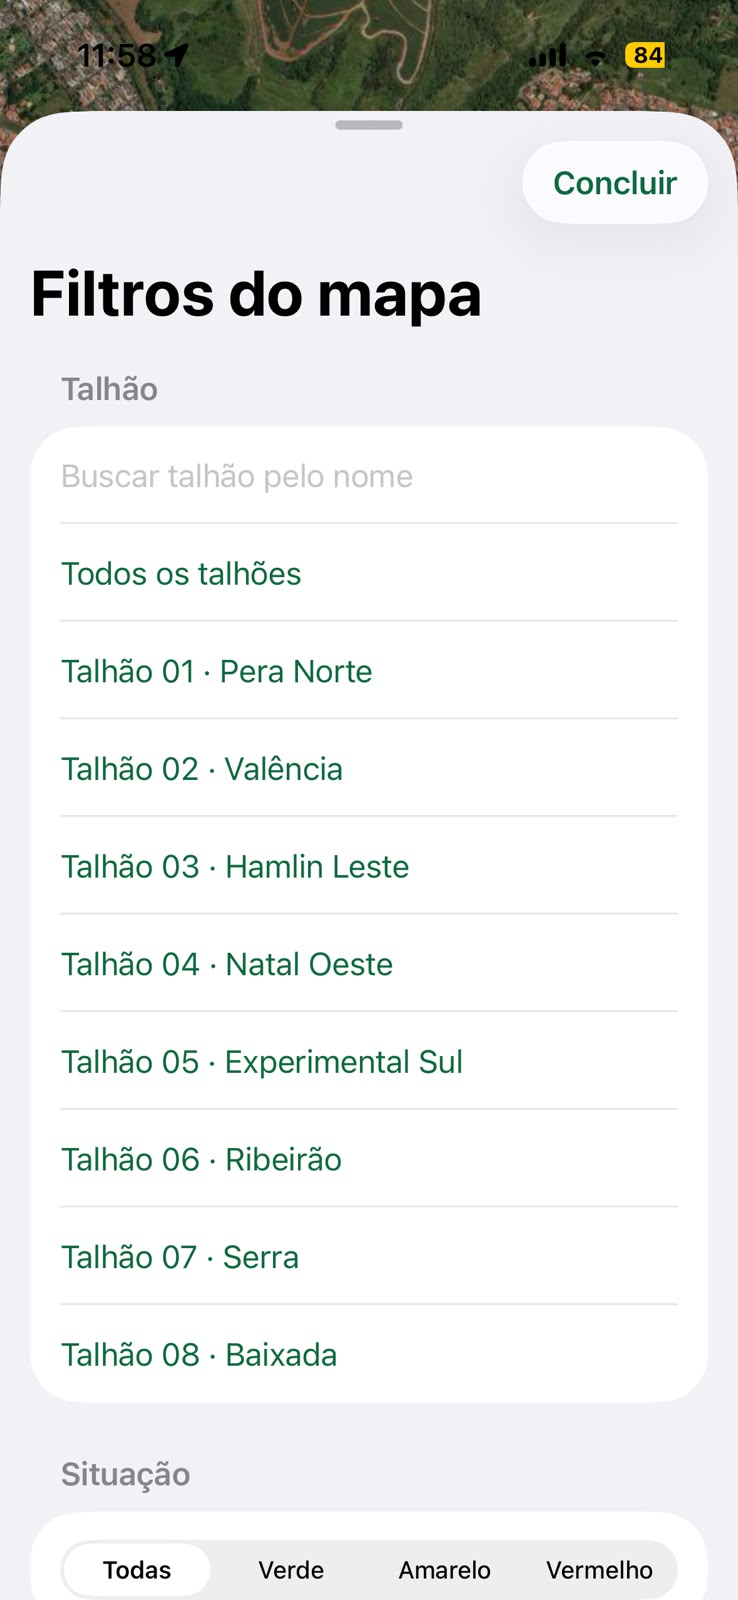 11:58
84
Concluir
Filtros do mapa
Talhão
Buscar talhão pelo nome
Todos os talhões
Talhão 01 · Pera Norte
Talhão 02 · Valência
Talhão 03 · Hamlin Leste
Talhão 04 · Natal Oeste
Talhão 05 · Experimental Sul
Talhão 06 · Ribeirão
Talhão 07 · Serra
Talhão 08 · Baixada
Situação
Todas Verde Amarelo Vermelho